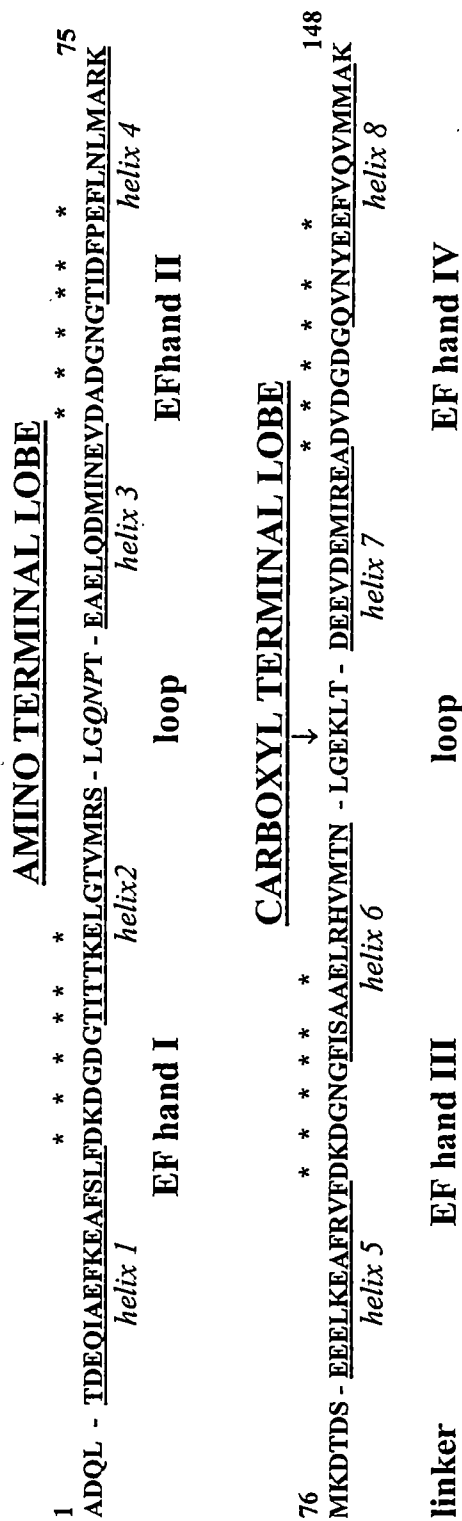 AMINO TERMINAL LOBE
1 * * * * * * * * * * * * 75
ADQL - TDEQIAEFKEAFSLFDKDGDGTITTKELGTVMRS - LGQNPT - EAELQDMINEVDADGNGTIDFPEFLNLMARK
helix 1 helix2 helix 3 helix 4
EF hand I loop EFhand II
CARBOXYL TERMINAL LOBE
76 * * * * * * ↓ * * * * * * 148
MKDTDS - EEELKEAFRVFDKDGNGFISAAELRHVMTN - LGEKLT - DEEVDEMIREADVDGDGQVNYEEFVQVMMAK
helix 5 helix 6 helix 7 helix 8
linker EF hand III loop EF hand IV